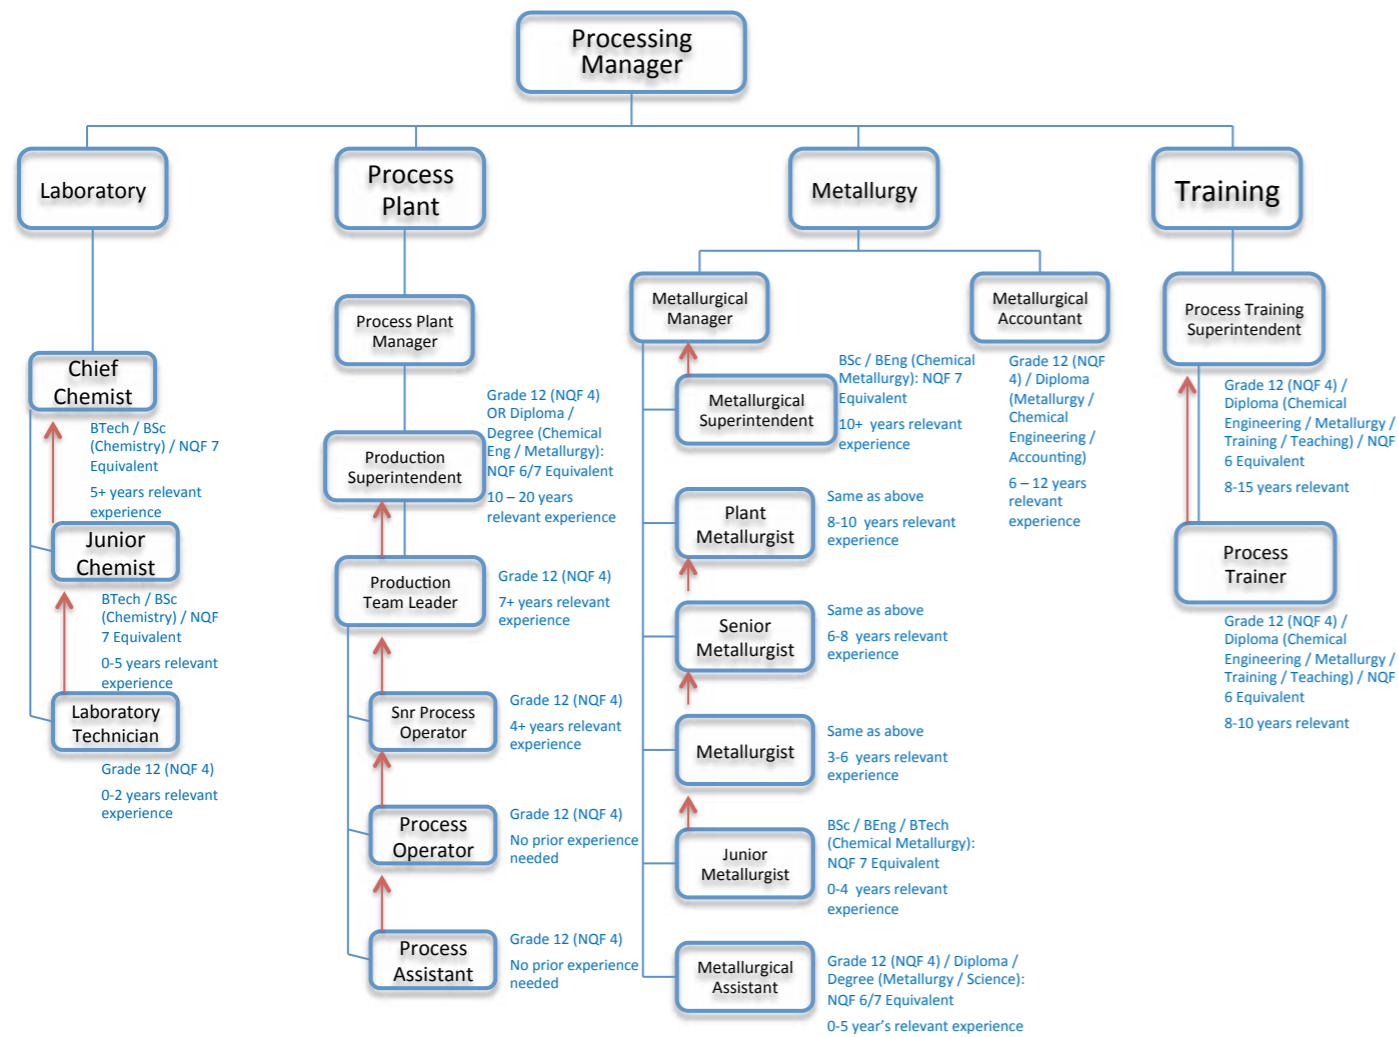 Processing
Manager
Laboratory
Process
Plant
Metallurgy
Training
Chief
Chemist
BTech / BSc
(Chemistry) / NQF 7
Equivalent
5+ years relevant
experience
Junior
Chemist
BTech / BSc
(Chemistry) / NQF
7 Equivalent
0-5 years relevant
experience
Laboratory
Technician
Grade 12 (NQF 4)
0-2 years relevant
experience
Process Plant
Manager
Production
Superintendent
Grade 12 (NQF 4)
OR Diploma /
Degree (Chemical
Eng / Metallurgy):
NQF 6/7 Equivalent
10 – 20 years
relevant experience
Production
Team Leader
Grade 12 (NQF 4)
7+ years relevant
experience
Snr Process
Operator
Grade 12 (NQF 4)
4+ years relevant
experience
Process
Operator
Grade 12 (NQF 4)
No prior experience
needed
Process
Assistant
Grade 12 (NQF 4)
No prior experience
needed
Metallurgical
Manager
Metallurgical
Superintendent
BSc / BEng (Chemical
Metallurgy): NQF 7
Equivalent
10+  years relevant
experience
Plant
Metallurgist
Same as above
8-10  years relevant
experience
Senior
Metallurgist
Same as above
6-8  years relevant
experience
Metallurgist
Same as above
3-6  years relevant
experience
Junior
Metallurgist
BSc / BEng / BTech
(Chemical Metallurgy):
NQF 7 Equivalent
0-4  years relevant
experience
Metallurgical
Assistant
Grade 12 (NQF 4) / Diploma /
Degree (Metallurgy / Science):
NQF 6/7 Equivalent
0-5 year’s relevant experience
Metallurgical
Accountant
Grade 12 (NQF
4) / Diploma
(Metallurgy /
Chemical
Engineering /
Accounting)
6 – 12 years
relevant
experience
Process Training
Superintendent
Grade 12 (NQF 4) /
Diploma (Chemical
Engineering / Metallurgy /
Training / Teaching) / NQF
6 Equivalent
8-15 years relevant
Process
Trainer
Grade 12 (NQF 4) /
Diploma (Chemical
Engineering / Metallurgy /
Training / Teaching) / NQF
6 Equivalent
8-10 years relevant